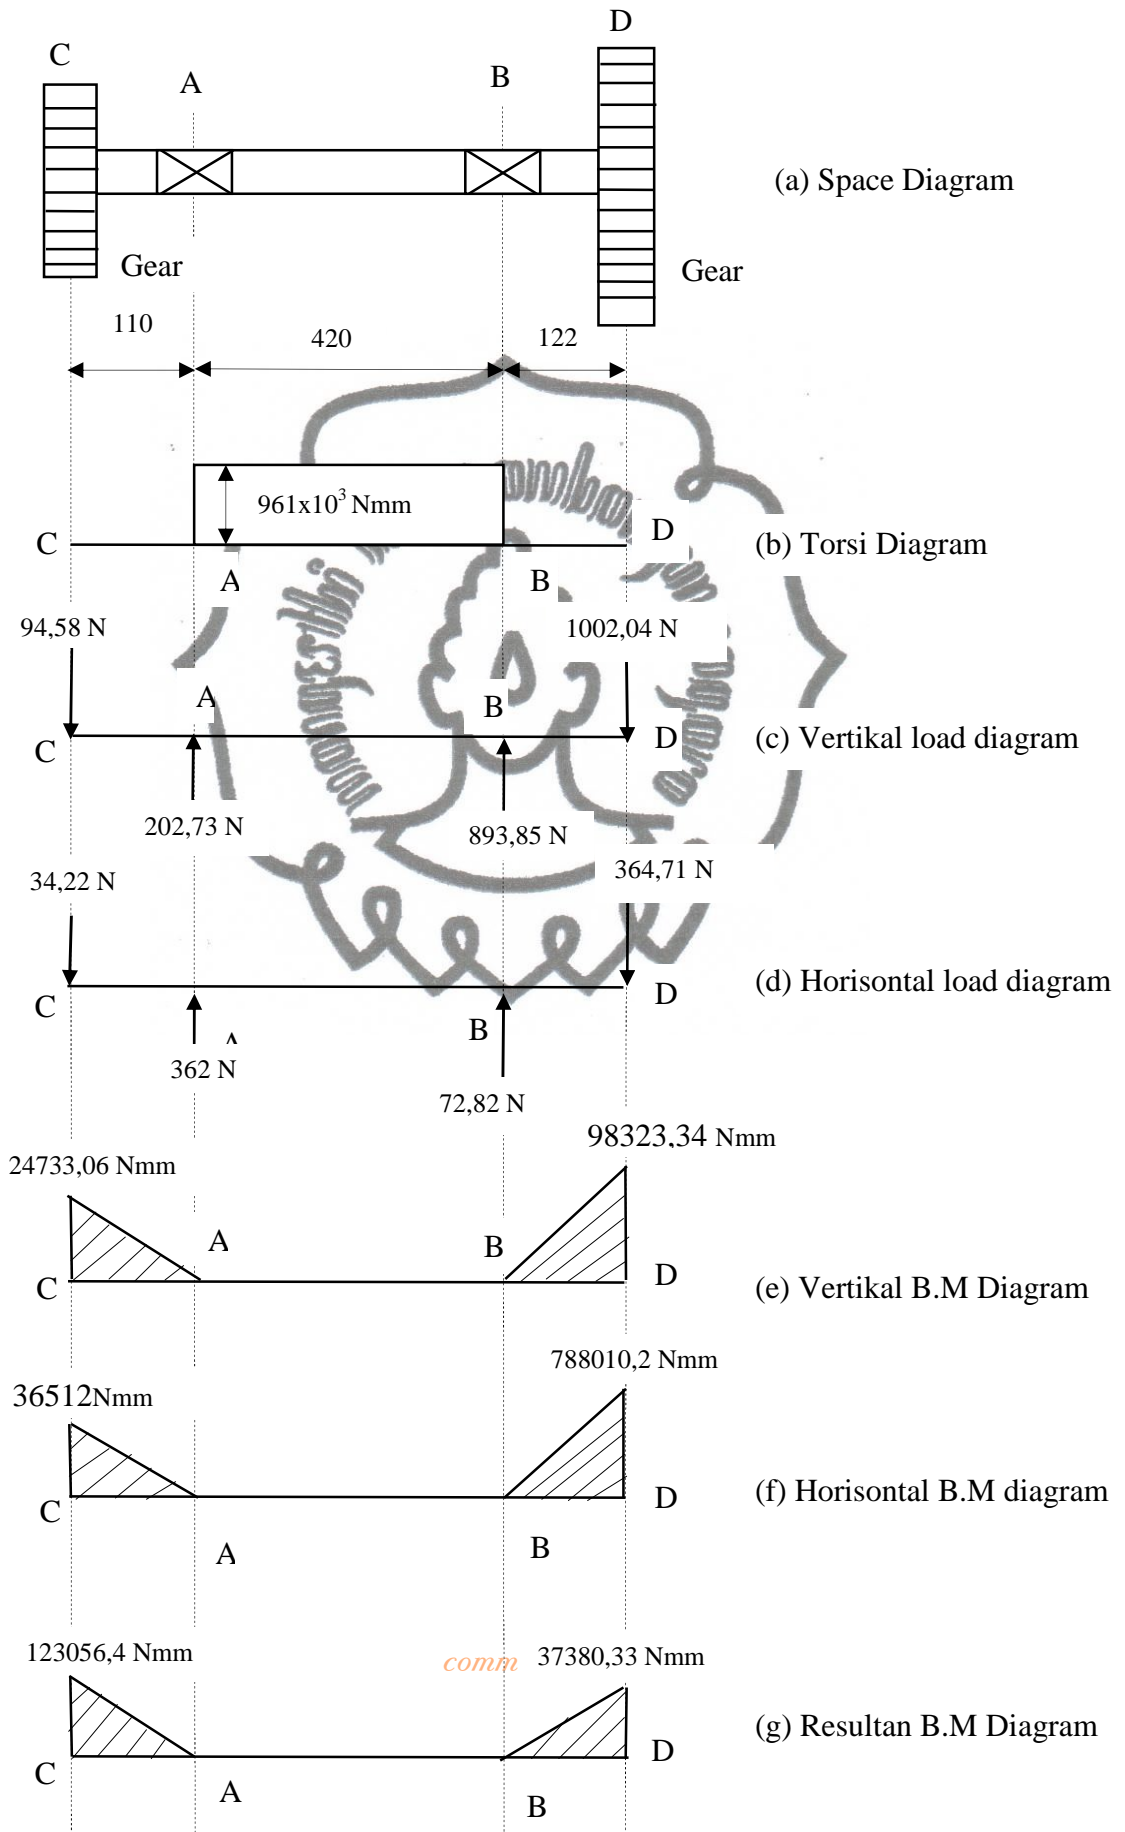 D
C
A
B
(a) Space Diagram
Gear
Gear
110
420
122
961x10³ Nmm
C
D
(b) Torsi Diagram
A
B
94,58 N
1002,04 N
A
B
C
D
(c) Vertikal load diagram
202,73 N
893,85 N
34,22 N
364,71 N
C
D
(d) Horisontal load diagram
B
362 N
72,82 N
98323,34 Nmm
24733,06 Nmm
A
B
C
D
(e) Vertikal B.M Diagram
788010,2 Nmm
36512Nmm
C
D
(f) Horisontal B.M diagram
A
B
123056,4 Nmm
comm
37380,33 Nmm
(g) Resultan B.M Diagram
C
D
A
B